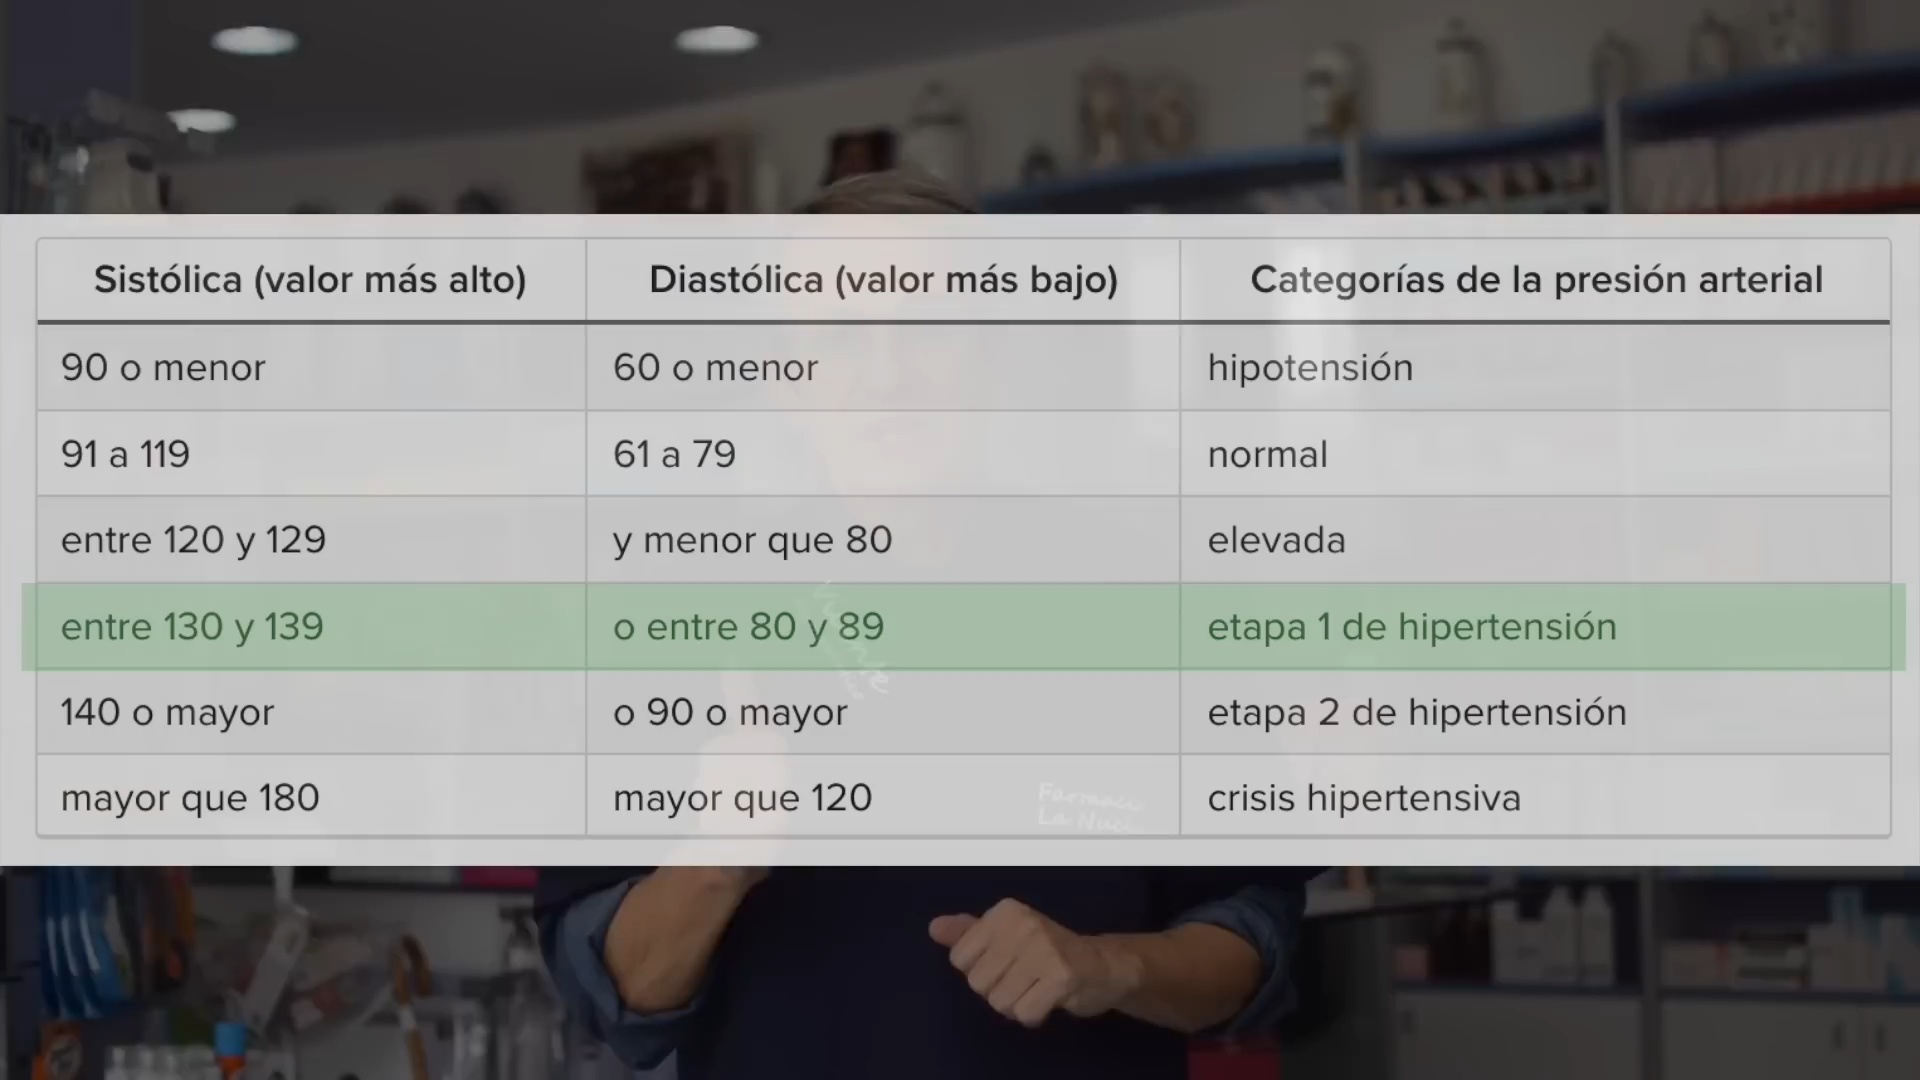 Sistólica (valor más alto) Diastólica (valor más bajo) Categorías de la presión arterial
90 o menor 60 o menor hipotensión
91 a 119 61 a 79 normal
entre 120 y 129 y menor que 80 elevada
entre 130 y 139 o entre 80 y 89 etapa 1 de hipertensión
140 o mayor o 90 o mayor etapa 2 de hipertensión
mayor que 180 mayor que 120 crisis hipertensiva